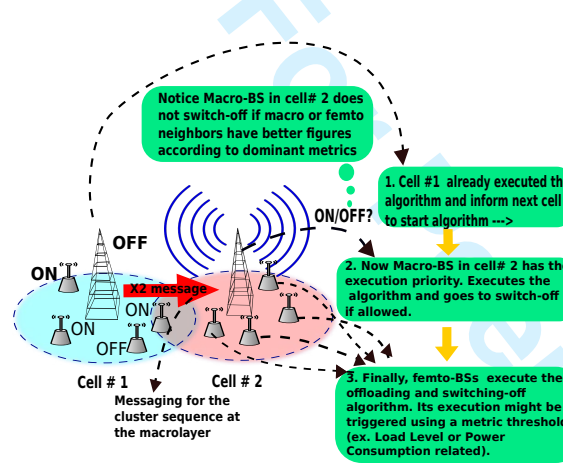 Notice Macro-BS in cell# 2 does
not switch-off if macro or femto
neighbors have better figures
according to dominant metrics
1. Cell #1 already executed th
algorithm and inform next cell
to start algorithm --->
ON/OFF?
OFF
ON
X2 message
ON
ON
OFF
2. Now Macro-BS in cell# 2 has the
execution priority. Executes the
algorithm and goes to switch-off
if allowed.
Cell # 1
Cell # 2
Messaging for the
cluster sequence at
the macrolayer
3. Finally, femto-BSs execute the
offloading and switching-off
algorithm. Its execution might be
triggered using a metric threshold
(ex. Load Level or Power
Consumption related).